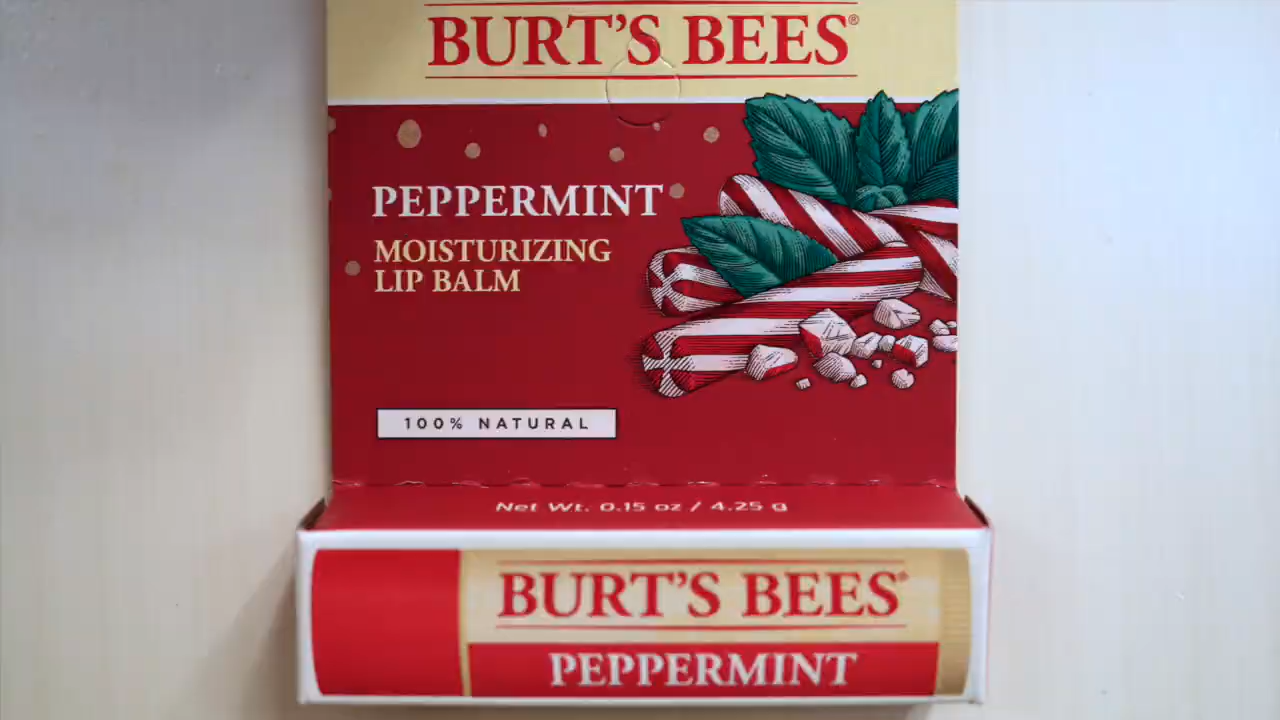 BURT'S BEES®
PEPPERMINT
MOISTURIZING
LIP BALM
100% NATURAL
Net Wt. 0.15 oz / 4.25 g
BURT'S BEES®
PEPPERMINT